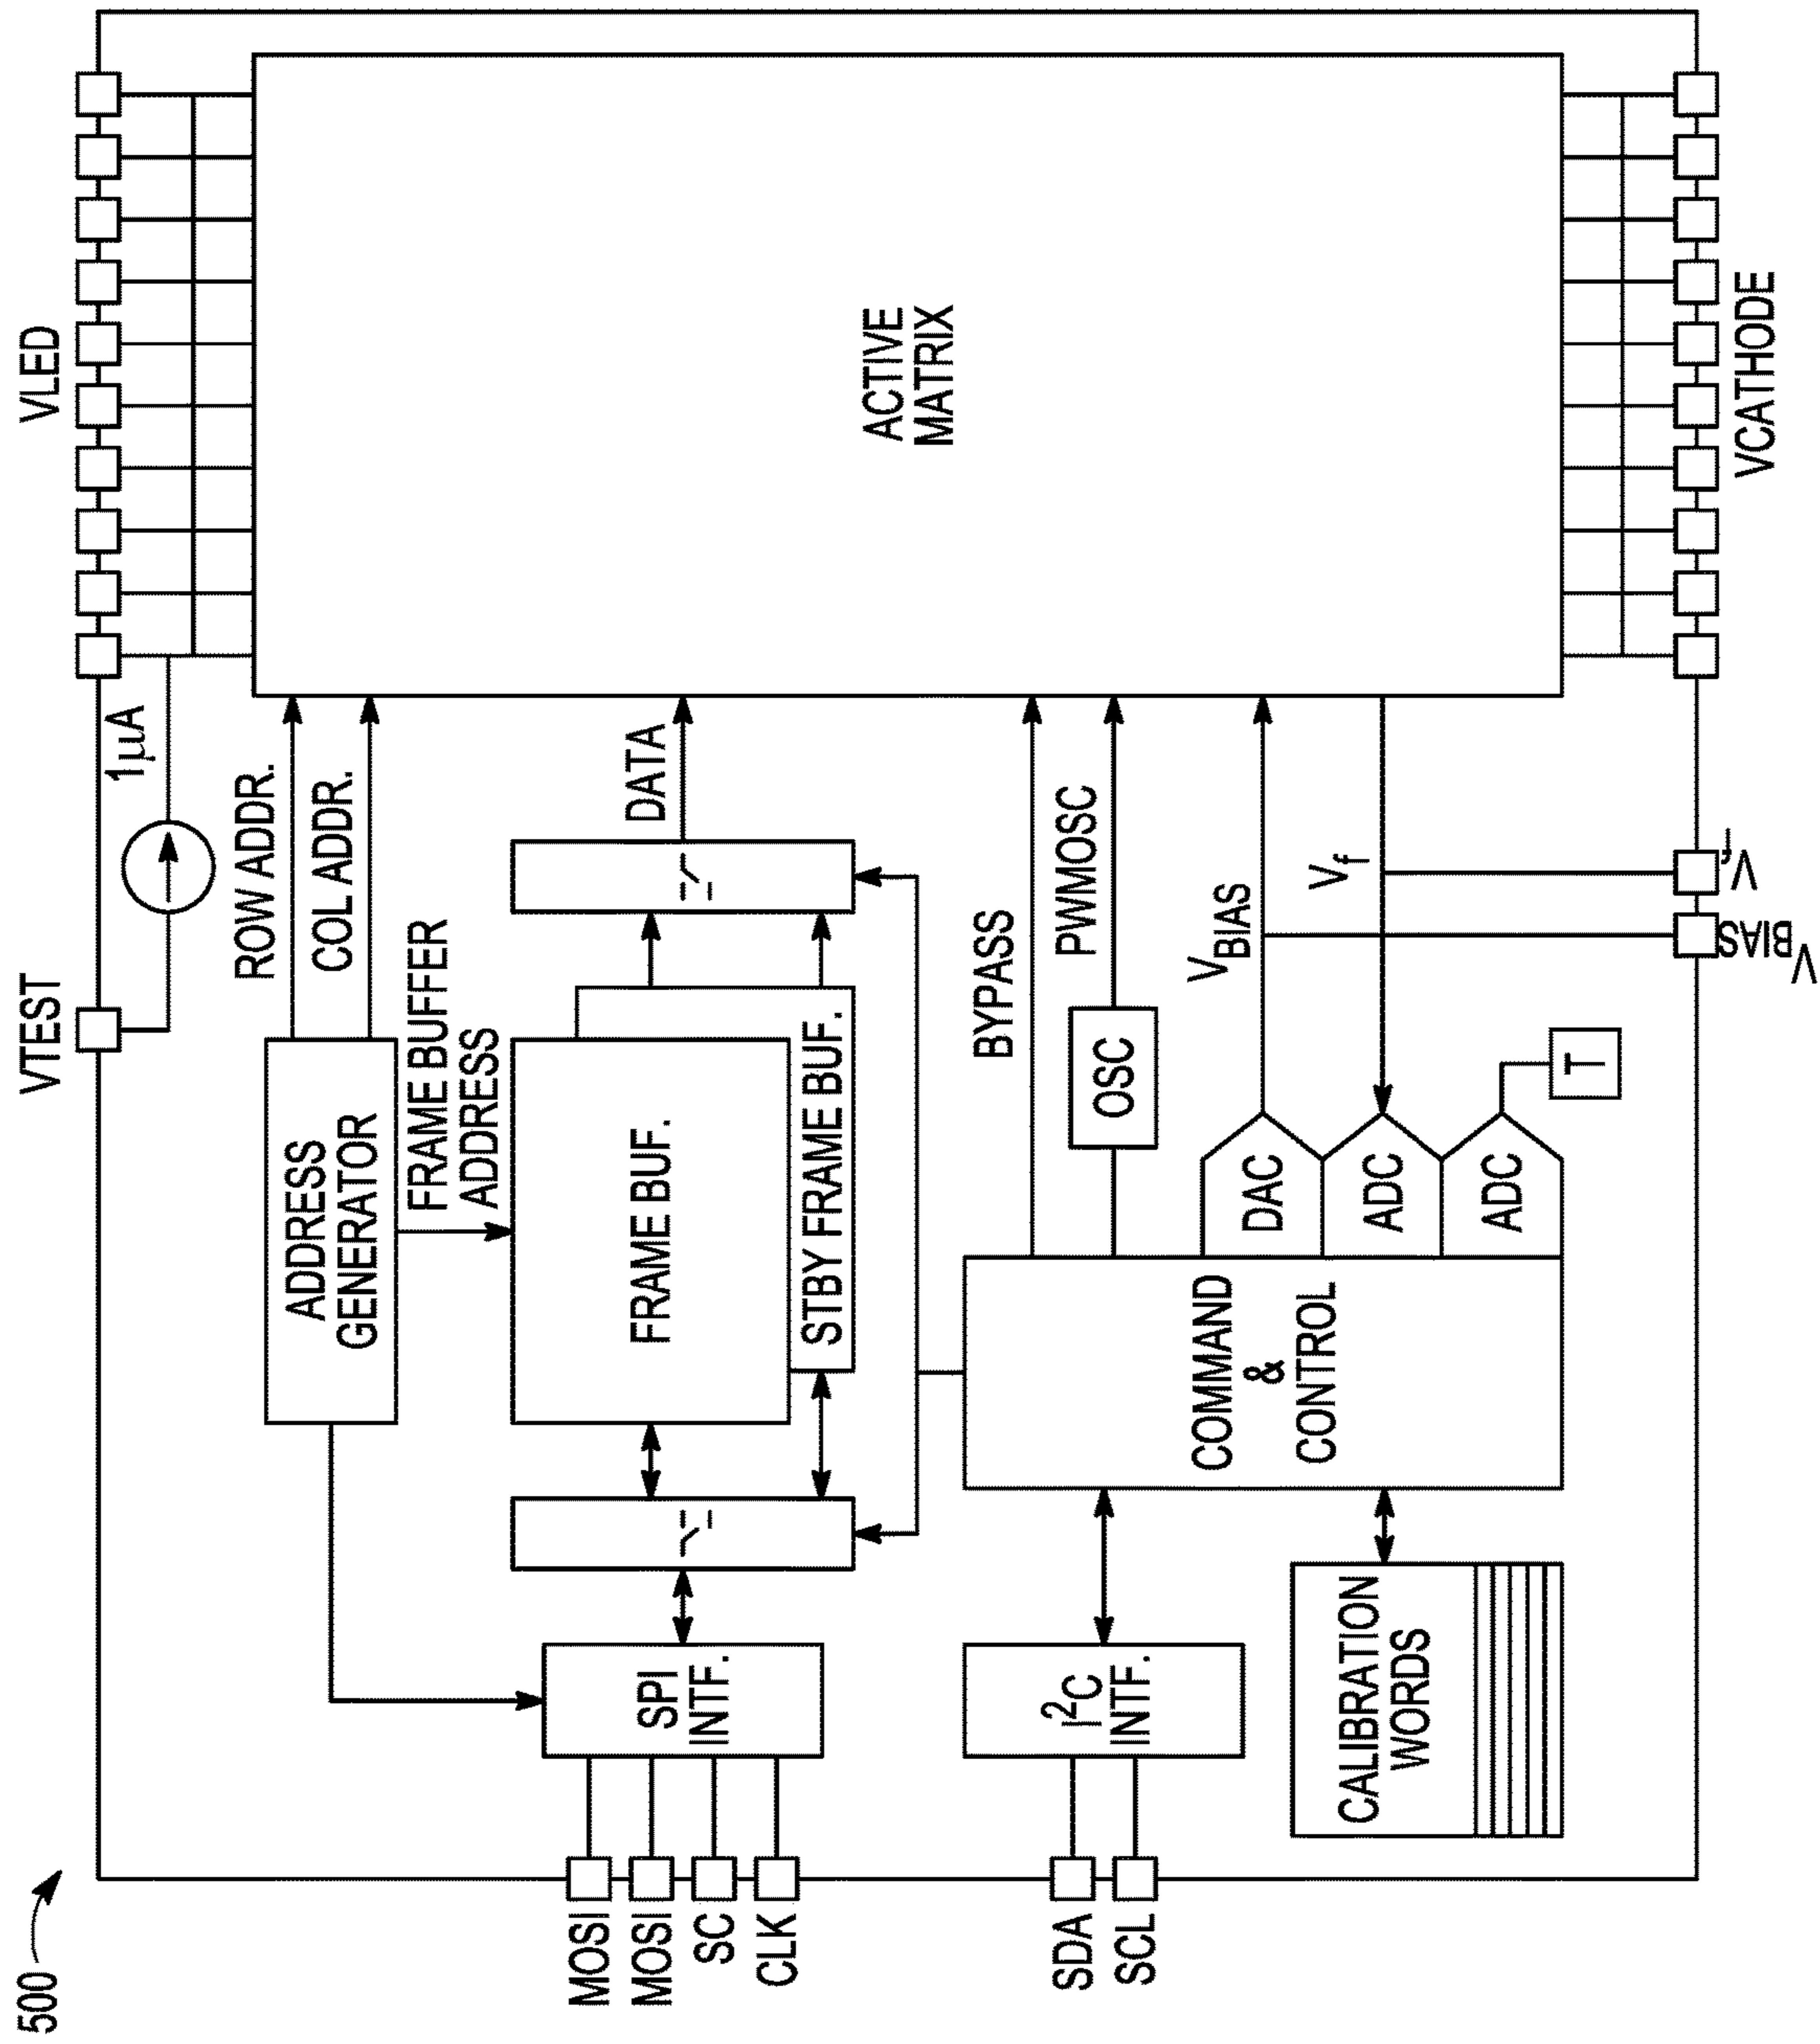 500
VTEST
VLED
1μA
ROW ADDR.
COL ADDR.
ADDRESS
GENERATOR
FRAME BUFFER
ADDRESS
MOSI
MOSI
SC
CLK
SPI
INTF.
FRAME BUF.
STBY FRAME BUF.
DATA
ACTIVE
MATRIX
BYPASS
PWMOSC
OSC
VBIAS
Vf
SDA
SCL
I²C
INTF.
COMMAND
&
CONTROL
DAC
ADC
ADC
T
CALIBRATION
WORDS
VBIAS
Vf
VCATHODE